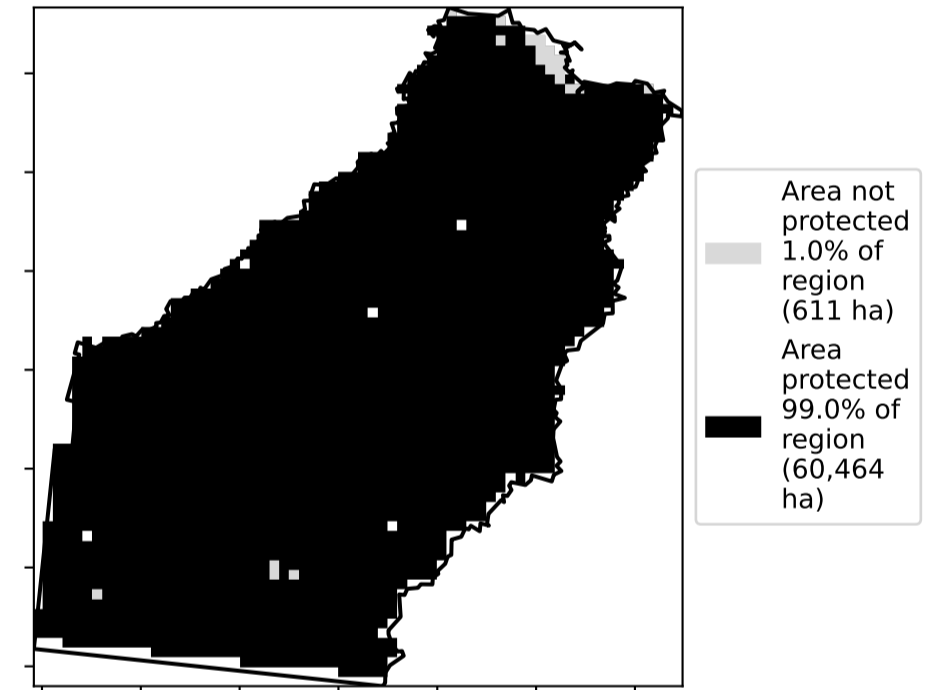 Area not
protected
1.0% of
region
(611 ha)
Area
protected
99.0% of
region
(60,464
ha)